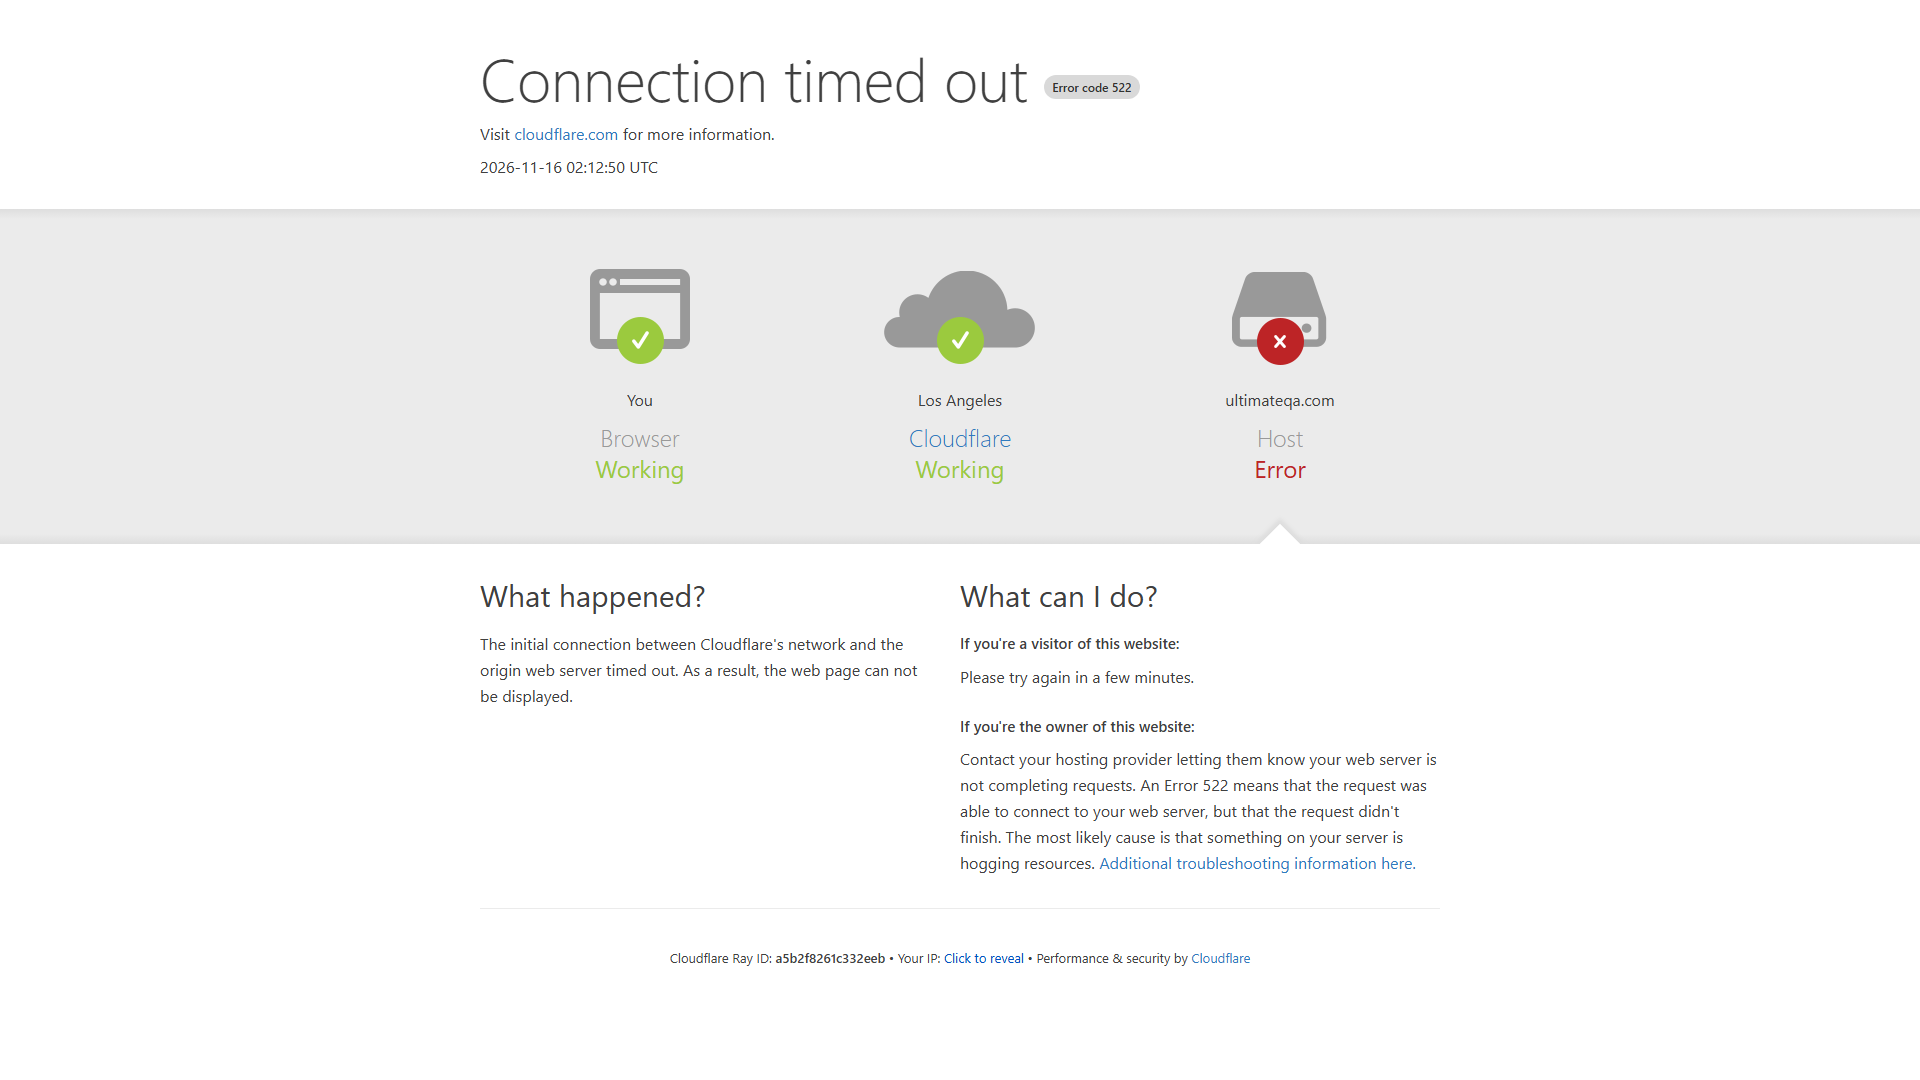 Connection timed out Error code 522
Visit cloudflare.com for more information.
2026-11-16 02:12:50 UTC
You
Browser
Working
Los Angeles
Cloudflare
Working
ultimateqa.com
Host
Error
What happened?
The initial connection between Cloudflare's network and the
origin web server timed out. As a result, the web page can not
be displayed.
What can I do?
If you're a visitor of this website:
Please try again in a few minutes.
If you're the owner of this website:
Contact your hosting provider letting them know your web server is
not completing requests. An Error 522 means that the request was
able to connect to your web server, but that the request didn't
finish. The most likely cause is that something on your server is
hogging resources. Additional troubleshooting information here.
Cloudflare Ray ID: a5b2f8261c332eeb • Your IP: Click to reveal • Performance & security by Cloudflare